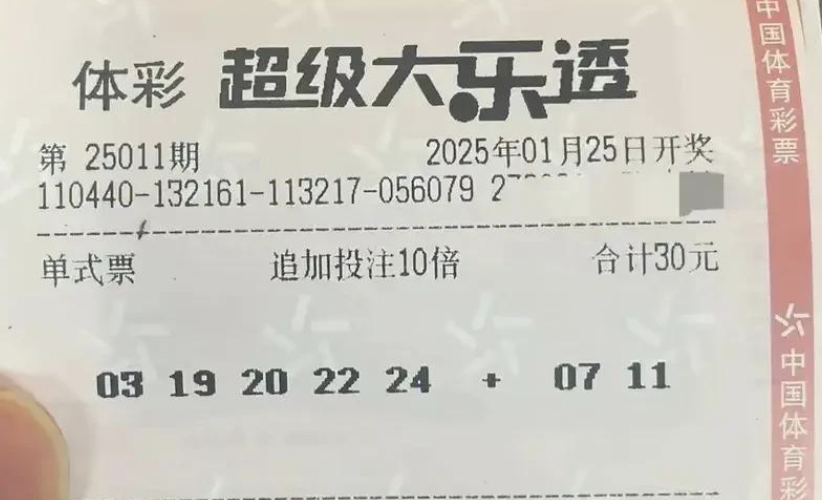 体彩 超级大乐透
第 25011期 2025年01月25日开奖
110440-132161-113217-056079
单式票 追加投注10倍 合计30元
03 19 20 22 24 + 07 11
中国体育彩票
中国体育彩